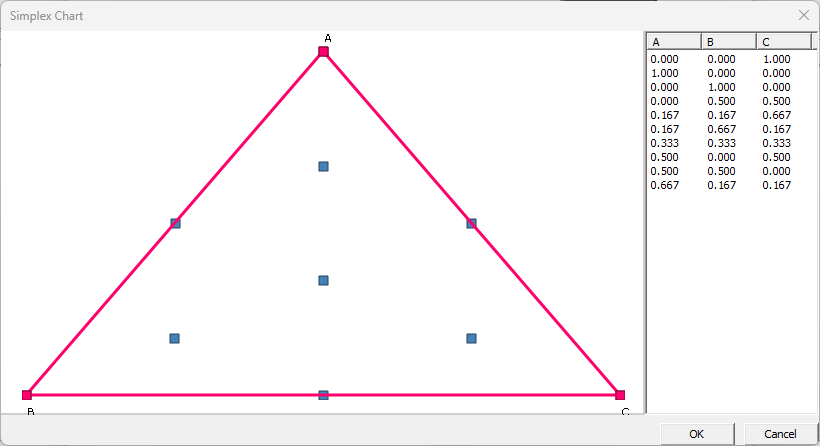 Simplex Chart
A
B
C
A B C
0.000 0.000 1.000
1.000 0.000 0.000
0.000 1.000 0.000
0.000 0.500 0.500
0.167 0.167 0.667
0.167 0.667 0.167
0.333 0.333 0.333
0.500 0.000 0.500
0.500 0.500 0.000
0.667 0.167 0.167
OK Cancel